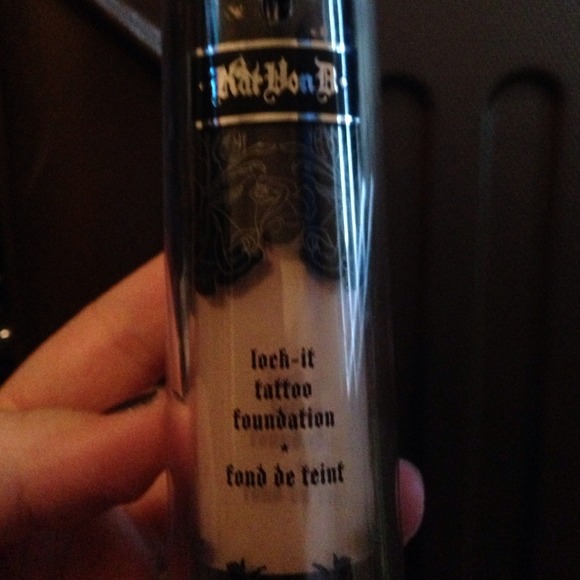 Kat Von D
lock-it
tattoo
foundation
★
fond de teint